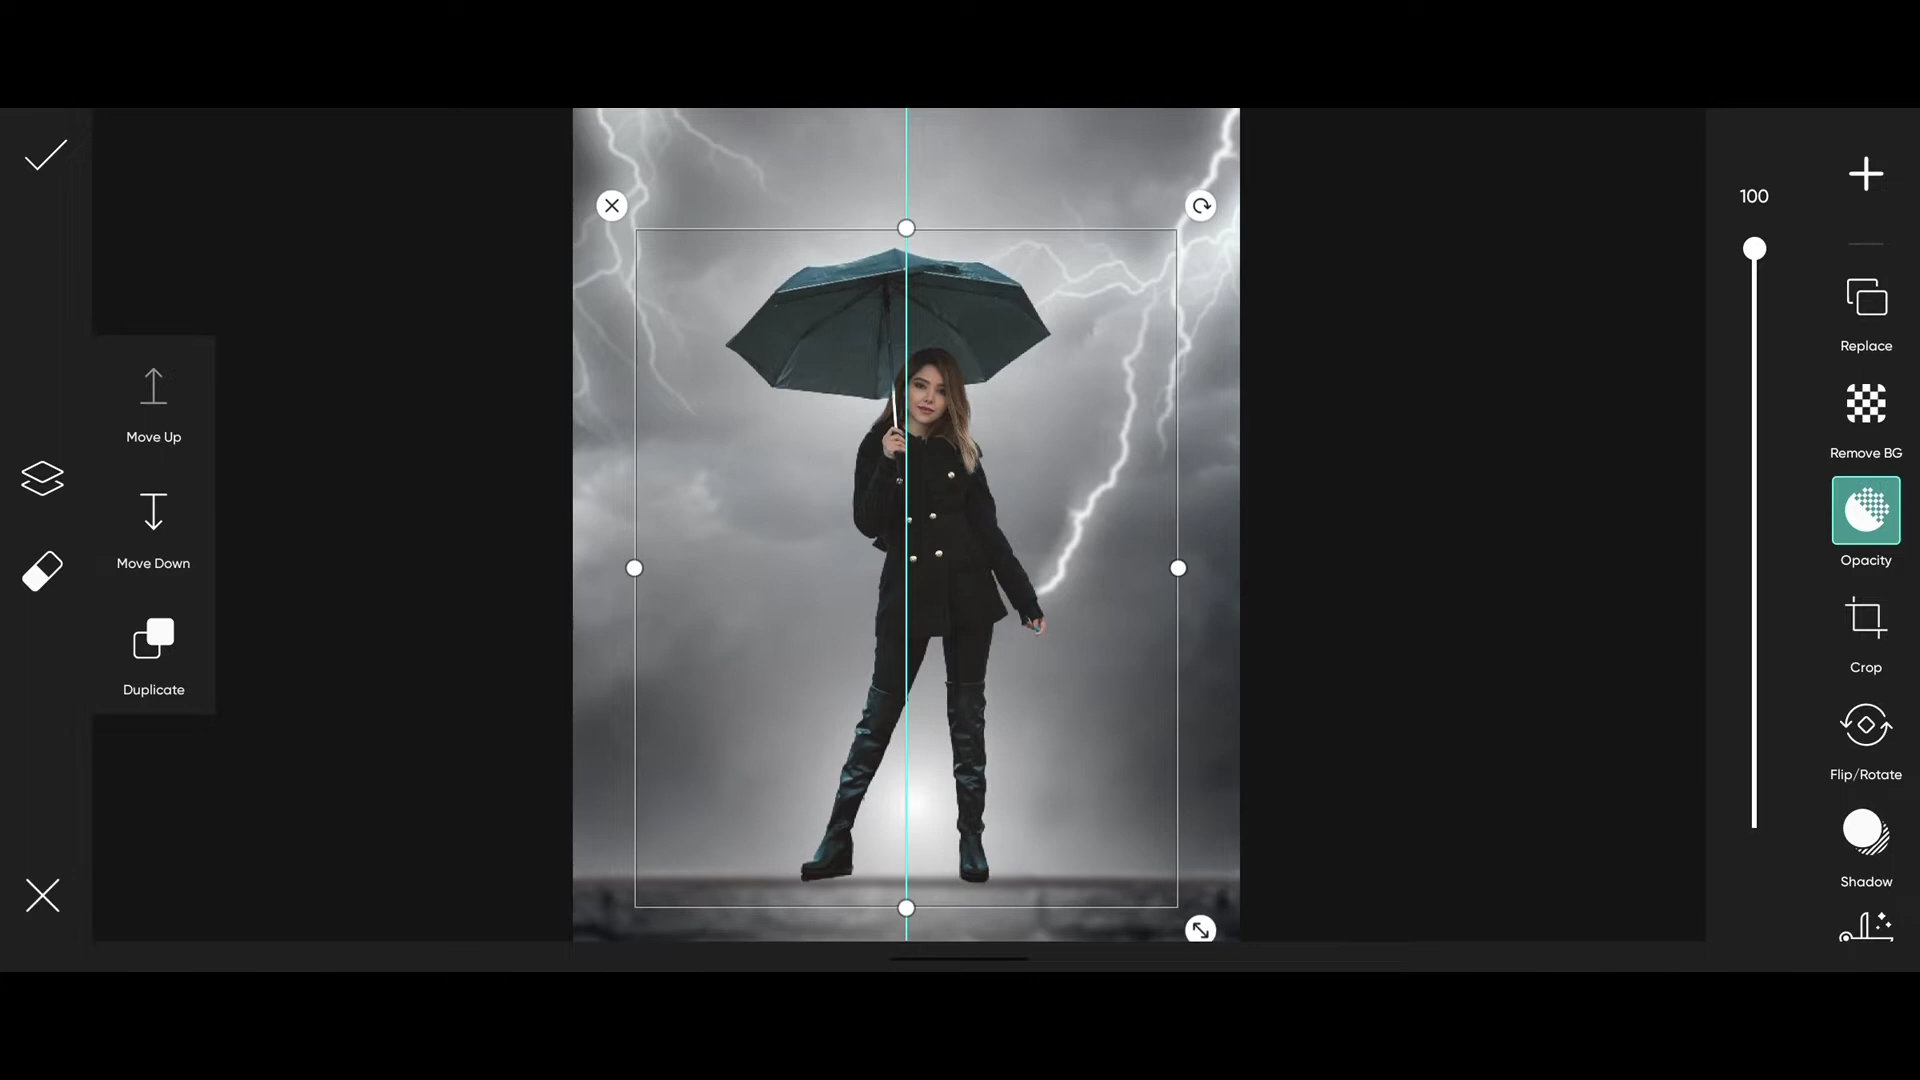 100
Replace
Remove BG
Opacity
Crop
Flip/Rotate
Shadow
Move Up
Move Down
Duplicate